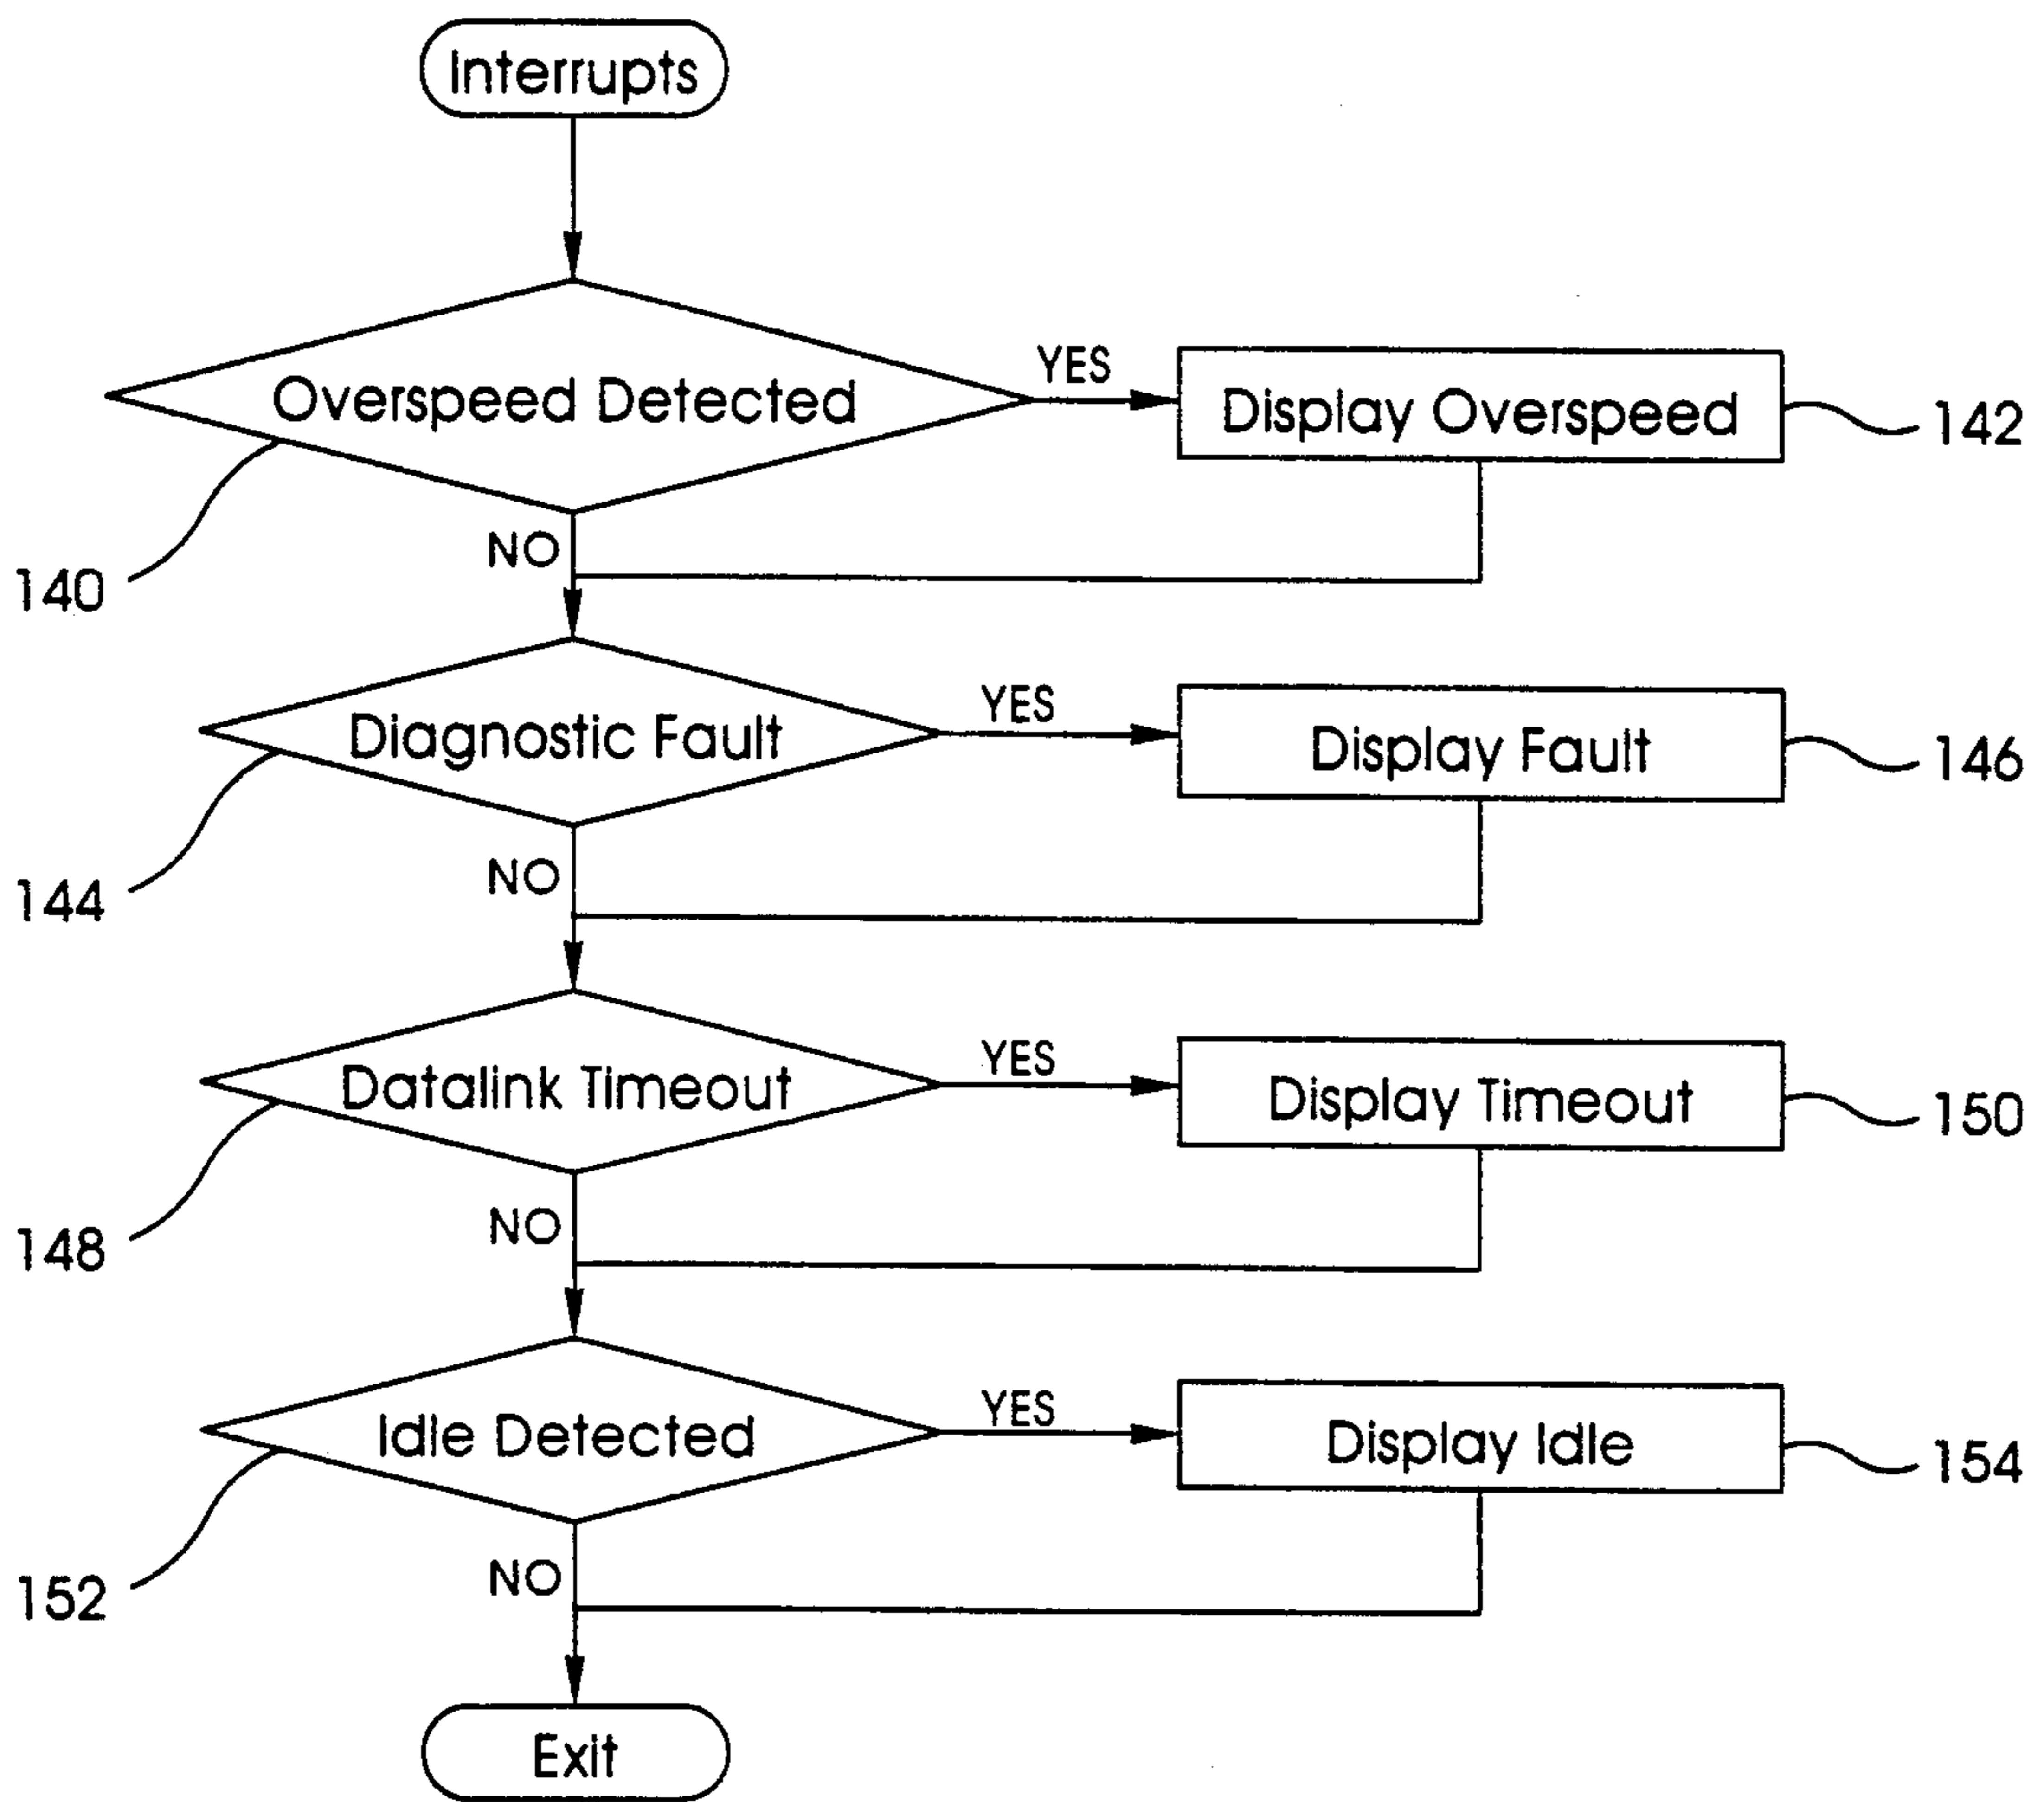 Interrupts
Overspeed Detected
YES
Display Overspeed
142
140
NO
Diagnostic Fault
YES
Display Fault
146
144
NO
Datalink Timeout
YES
Display Timeout
150
148
NO
Idle Detected
YES
Display Idle
154
152
NO
Exit